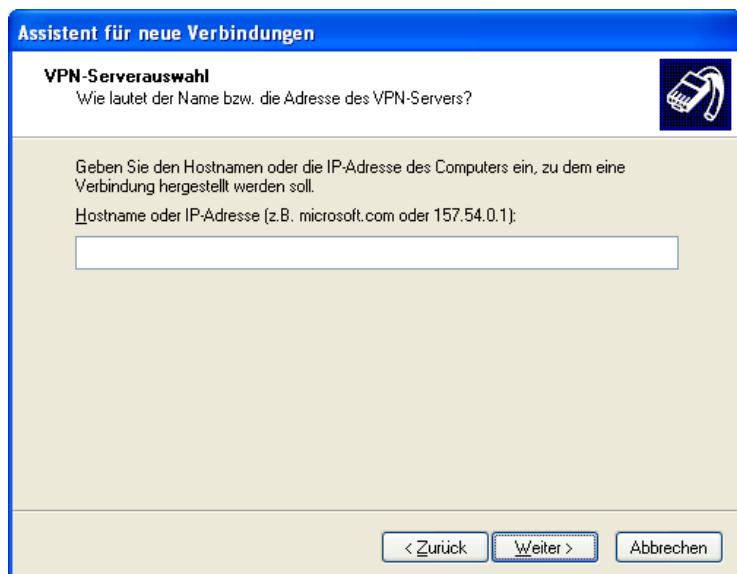 Assistent für neue Verbindungen
VPN-Serverauswahl
Wie lautet der Name bzw. die Adresse des VPN-Servers?
Geben Sie den Hostnamen oder die IP-Adresse des Computers ein, zu dem eine
Verbindung hergestellt werden soll.
Hostname oder IP-Adresse (z.B. microsoft.com oder 157.54.0.1):
< Zurück Weiter > Abbrechen